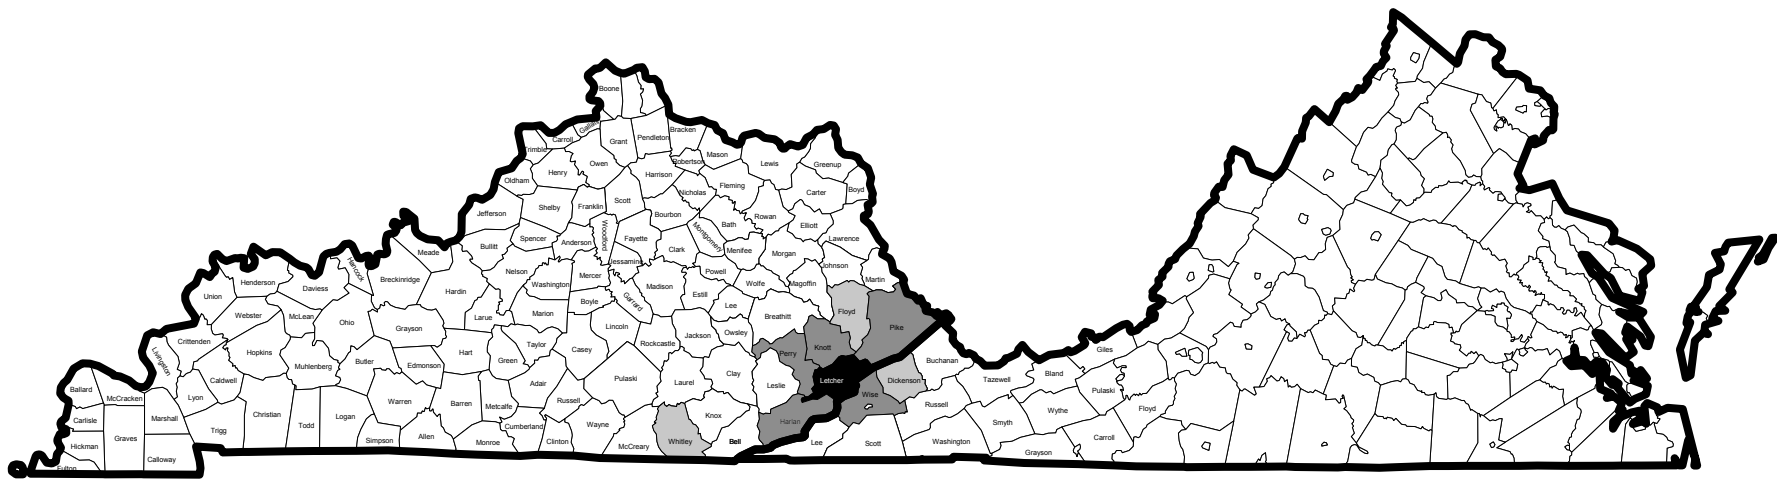 Boone
Gallatin
Carroll
Grant
Pendleton
Bracken
Trimble
Owen
Robertson
Mason
Lewis
Greenup
Henry
Harrison
Oldham
Nicholas
Fleming
Carter
Boyd
Shelby
Franklin
Scott
Jefferson
Bourbon
Rowan
Bath
Elliott
Woodford
Montgomery
Spencer
Anderson
Fayette
Lawrence
Bullitt
Clark
Menifee
Morgan
Meade
Jessamine
Johnson
Hancock
Nelson
Mercer
Powell
Martin
Breckinridge
Henderson
Washington
Madison
Wolfe
Magoffin
Daviess
Hardin
Estill
Union
Boyle
Garrard
Lee
Floyd
Webster
McLean
Larue
Marion
Breathitt
Ohio
Grayson
Lincoln
Pike
Jackson
Owsley
Crittenden
Taylor
Rockcastle
Knott
Hopkins
Hart
Casey
Perry
Giles
Livingston
Butler
Green
Buchanan
Muhlenberg
Edmonson
Clay
Bland
Caldwell
Pulaski
Laurel
Leslie
Letcher
Dickenson
Tazewell
Ballard
Adair
Pulaski
Lyon
Wise
McCracken
Warren
Barren
Metcalfe
Russell
Russell
Wythe
Floyd
Marshall
Christian
Logan
Knox
Carlisle
Todd
Cumberland
Wayne
Harlan
Smyth
Trigg
Graves
Allen
Carroll
Hickman
Simpson
Monroe
Clinton
Whitley
Bell
Lee
Scott
Washington
McCreary
Grayson
Calloway
Fulton